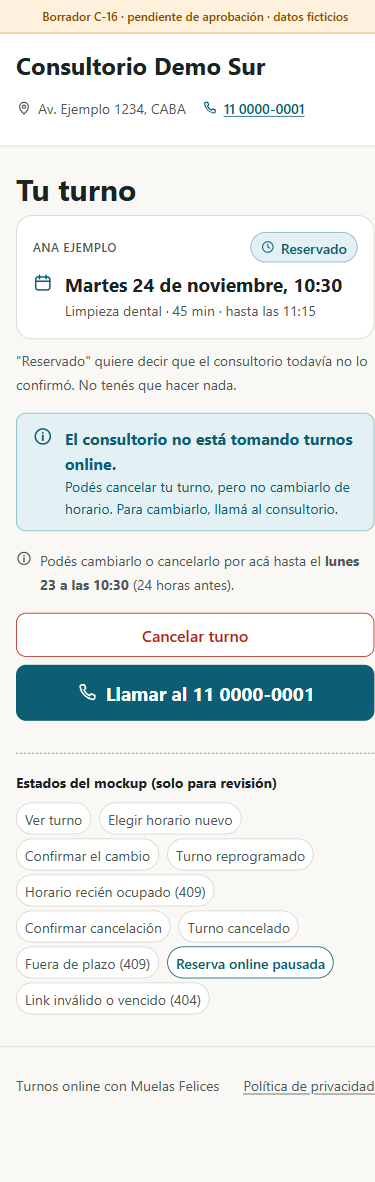 Borrador C-16 · pendiente de aprobación · datos ficticios
Consultorio Demo Sur
Av. Ejemplo 1234, CABA 11 0000-0001
Tu turno
ANA EJEMPLO Reservado
Martes 24 de noviembre, 10:30
Limpieza dental · 45 min · hasta las 11:15
"Reservado" quiere decir que el consultorio todavía no lo
confirmó. No tenés que hacer nada.
El consultorio no está tomando turnos
online.
Podés cancelar tu turno, pero no cambiarlo de
horario. Para cambiarlo, llamá al consultorio.
Podés cambiarlo o cancelarlo por acá hasta el lunes
23 a las 10:30 (24 horas antes).
Cancelar turno
Llamar al 11 0000-0001
Estados del mockup (solo para revisión)
Ver turno Elegir horario nuevo
Confirmar el cambio Turno reprogramado
Horario recién ocupado (409)
Confirmar cancelación Turno cancelado
Fuera de plazo (409) Reserva online pausada
Link inválido o vencido (404)
Turnos online con Muelas Felices Política de privacidad